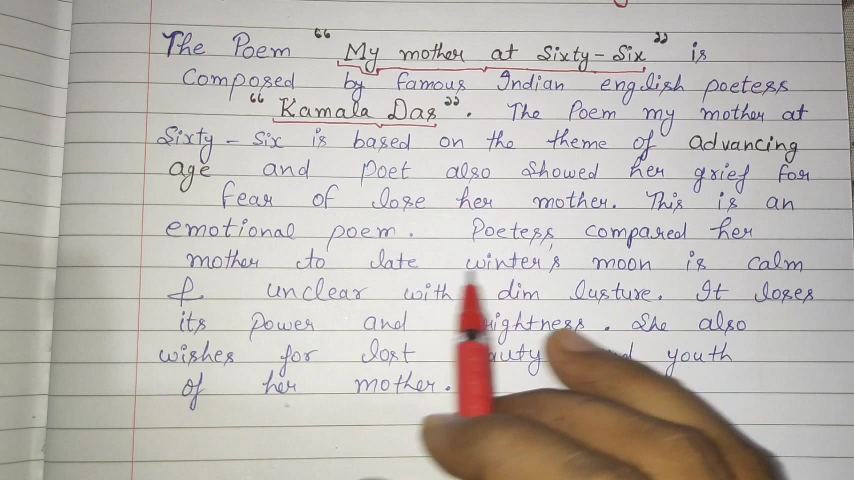 The Poem “ My mother at Sixty-Six ” is
Composed by famous Indian english poetess
“ Kamala Das ”. The Poem my mother at
Sixty-Six is based on the theme of advancing
age and poet also showed her grief for
fear of lose her mother. This is an
emotional poem. Poetess compared her
mother to late winter's moon is calm
& unclear with dim lusture. It loses
its power and ightness. She also
wishes for lost auty youth
of her mother.